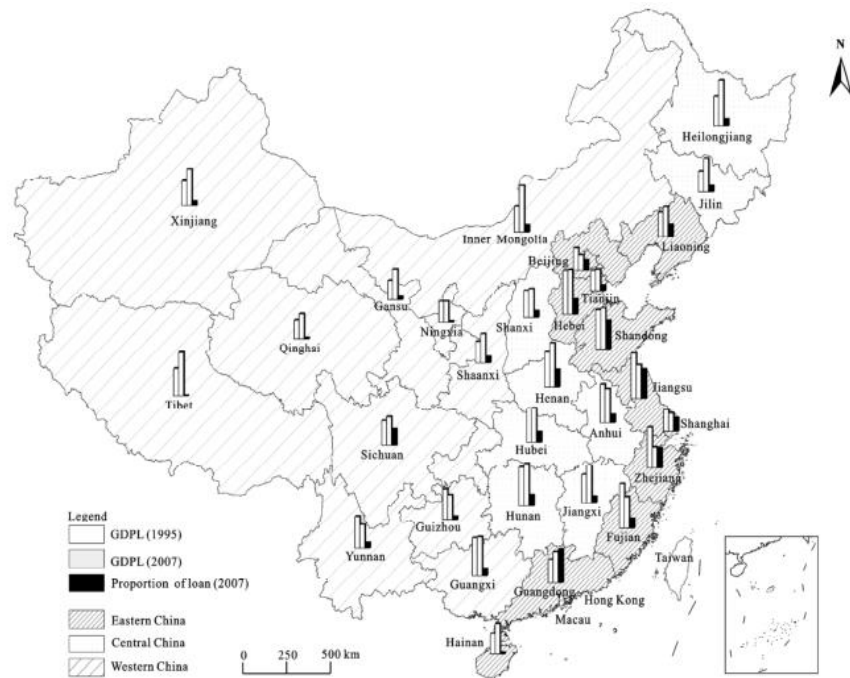 N
Heilongjiang
Jilin
Xinjiang
Inner Mongolia
Liaoning
Beijing
Tianjin
Gansu
Ningxia
Shanxi
Hebei
Shandong
Qinghai
Shaanxi
Tibet
Henan
Jiangsu
Anhui
Shanghai
Sichuan
Hubei
Zhejiang
Hunan
Jiangxi
Guizhou
Fujian
Yunnan
Taiwan
Guangxi
Guangdong
Hong Kong
Macau
Hainan
Legend
GDPL (1995)
GDPL (2007)
Proportion of loan (2007)
Eastern China
Central China
Western China
0 250 500 km